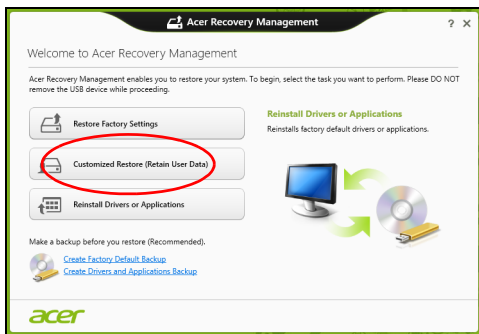 Acer Recovery Management
? X
Welcome to Acer Recovery Management
Acer Recovery Management enables you to restore your system. To begin, select the task you want to perform. Please DO NOT
remove the USB device while proceeding.
Restore Factory Settings
Customized Restore (Retain User Data)
Reinstall Drivers or Applications
Reinstall Drivers or Applications
Reinstalls factory default drivers or applications.
Make a backup before you restore (Recommended).
Create Factory Default Backup
Create Drivers and Applications Backup
acer